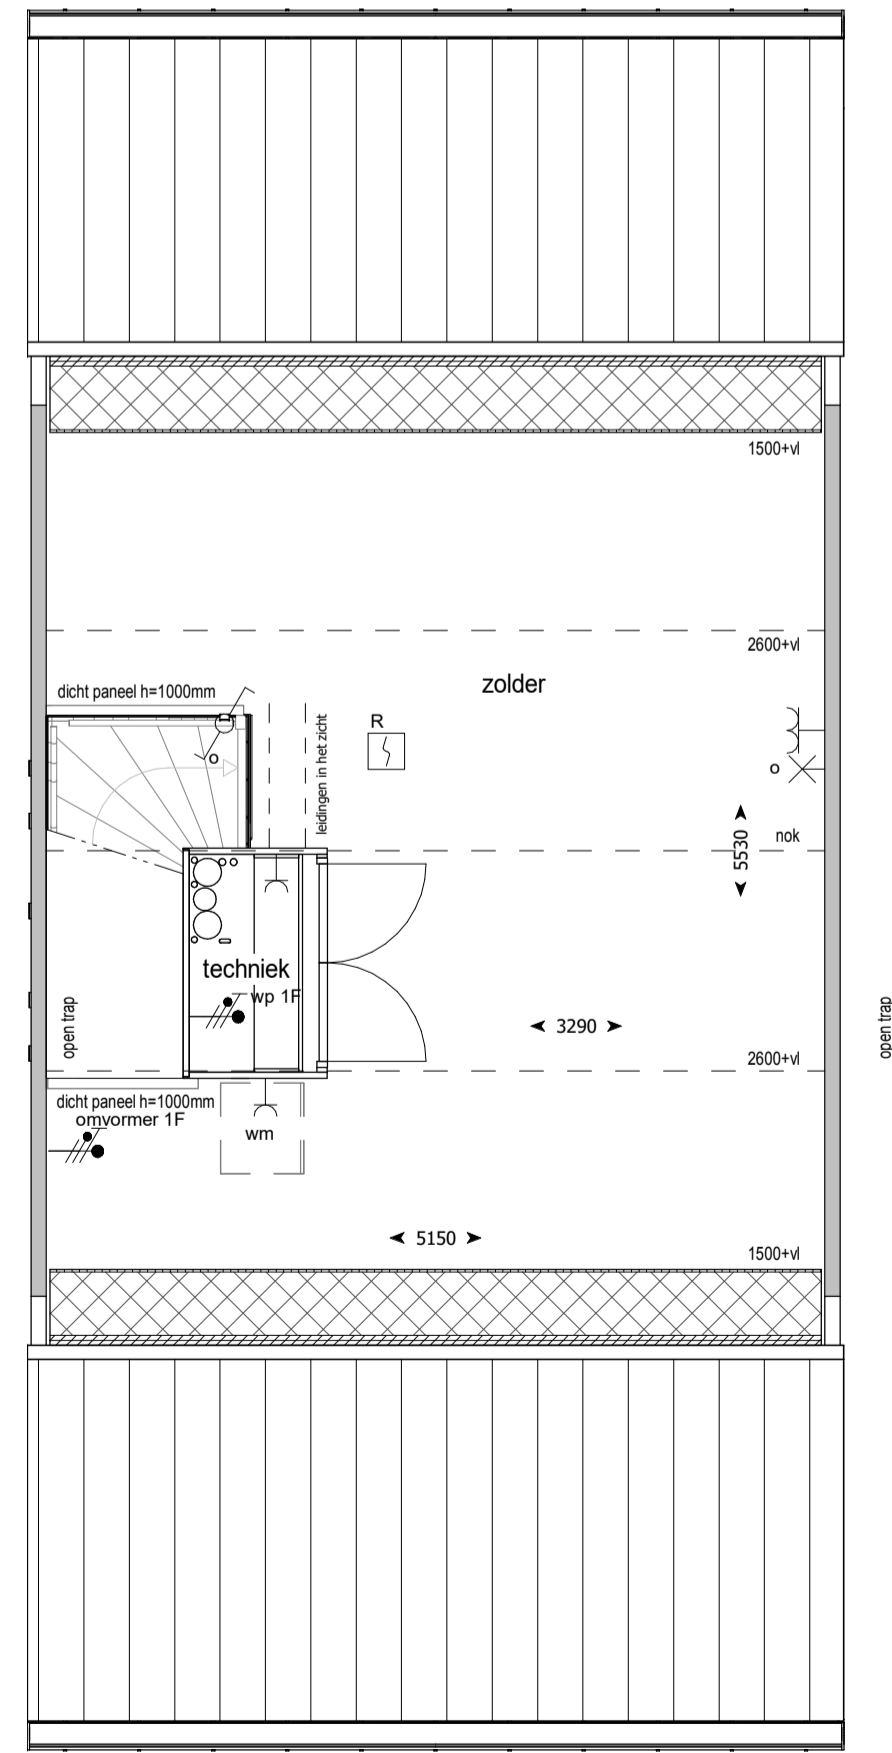 1500+vl
2600+vl
zolder
dicht paneel h=1000mm
leidingen in het zicht
R
o
o
nok
5530
techniek
wp 1F
open trap
open trap
3290
2600+vl
dicht paneel h=1000mm
omvormer 1F
wm
5150
1500+vl